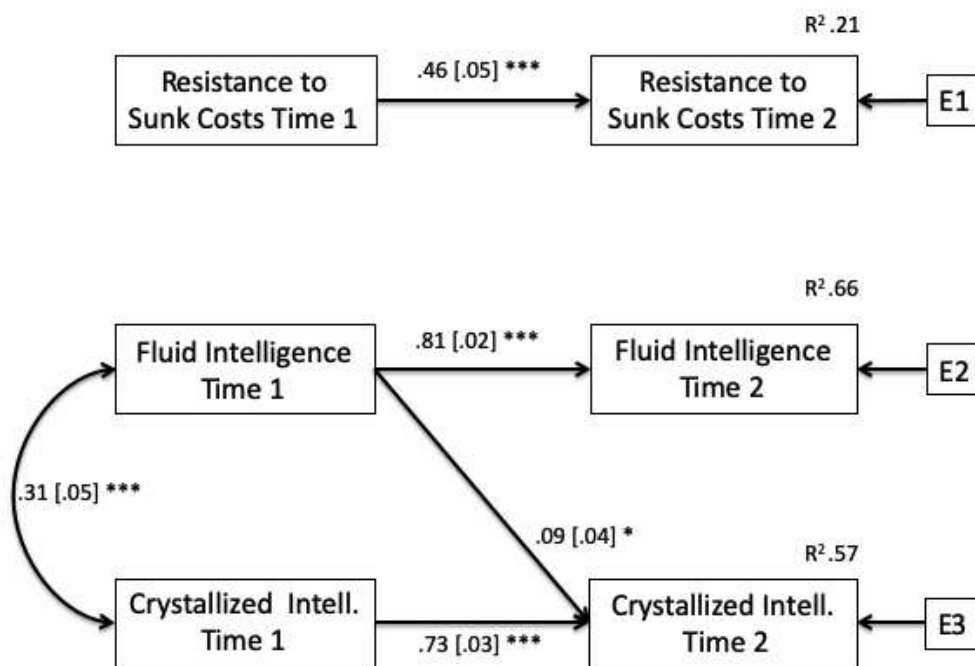 R² .21
Resistance to
Sunk Costs Time 1
.46 [.05] ***
Resistance to
Sunk Costs Time 2
E1
R² .66
Fluid Intelligence
Time 1
.81 [.02] ***
Fluid Intelligence
Time 2
E2
.31 [.05] ***
.09 [.04] *
R² .57
Crystallized Intell.
Time 1
.73 [.03] ***
Crystallized Intell.
Time 2
E3